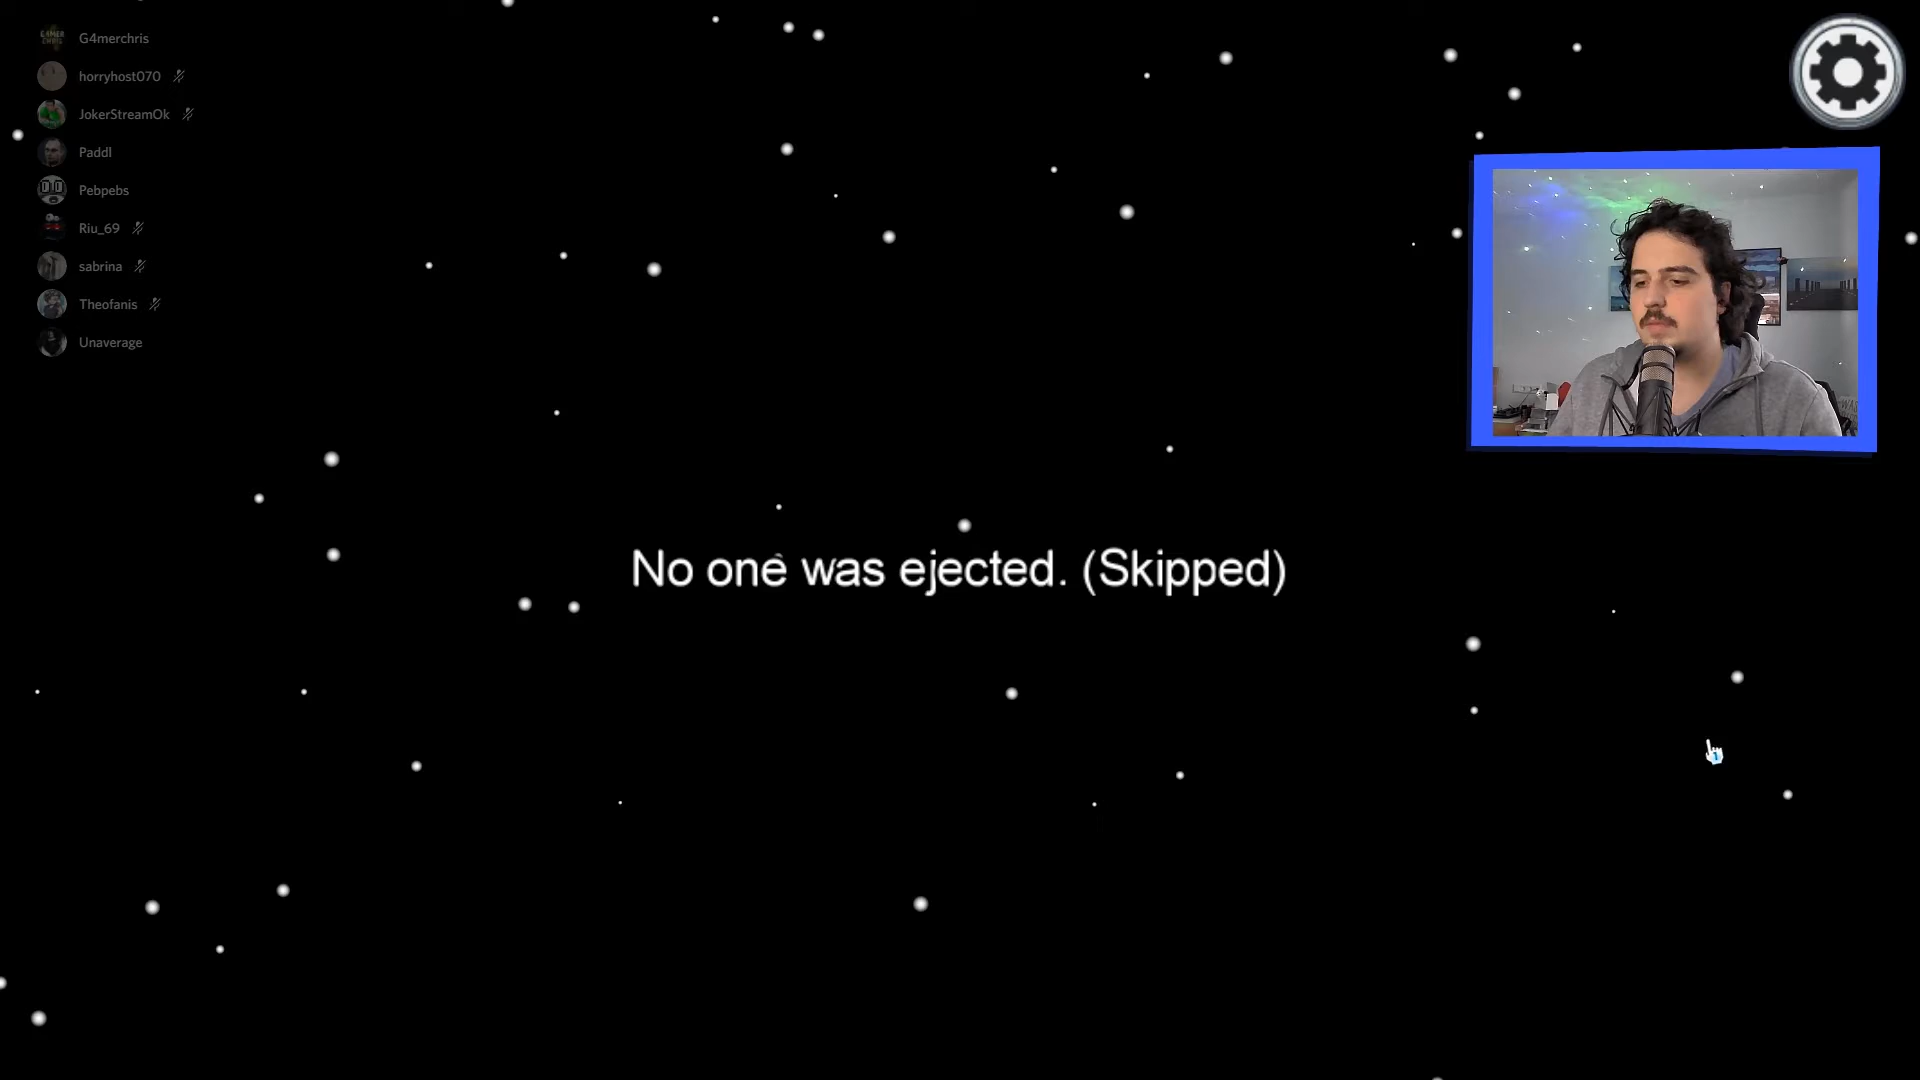 G4merchris
horryhost070
JokerStreamOk
Paddl
Pebpebs
Riu_69
sabrina
Theofanis
Unaverage
No one was ejected. (Skipped)